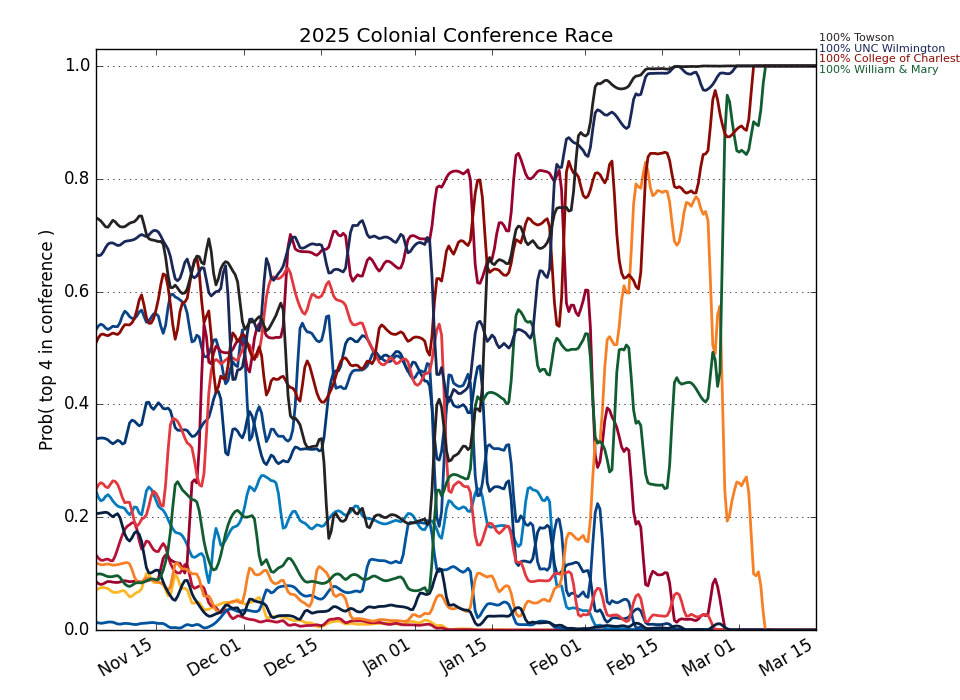 2025 Colonial Conference Race
100% Towson
100% UNC Wilmington
100% College of Charlest
100% William & Mary
Prob( top 4 in conference )
1.0
0.8
0.6
0.4
0.2
0.0
Nov 15
Dec 01
Dec 15
Jan 01
Jan 15
Feb 01
Feb 15
Mar 01
Mar 15